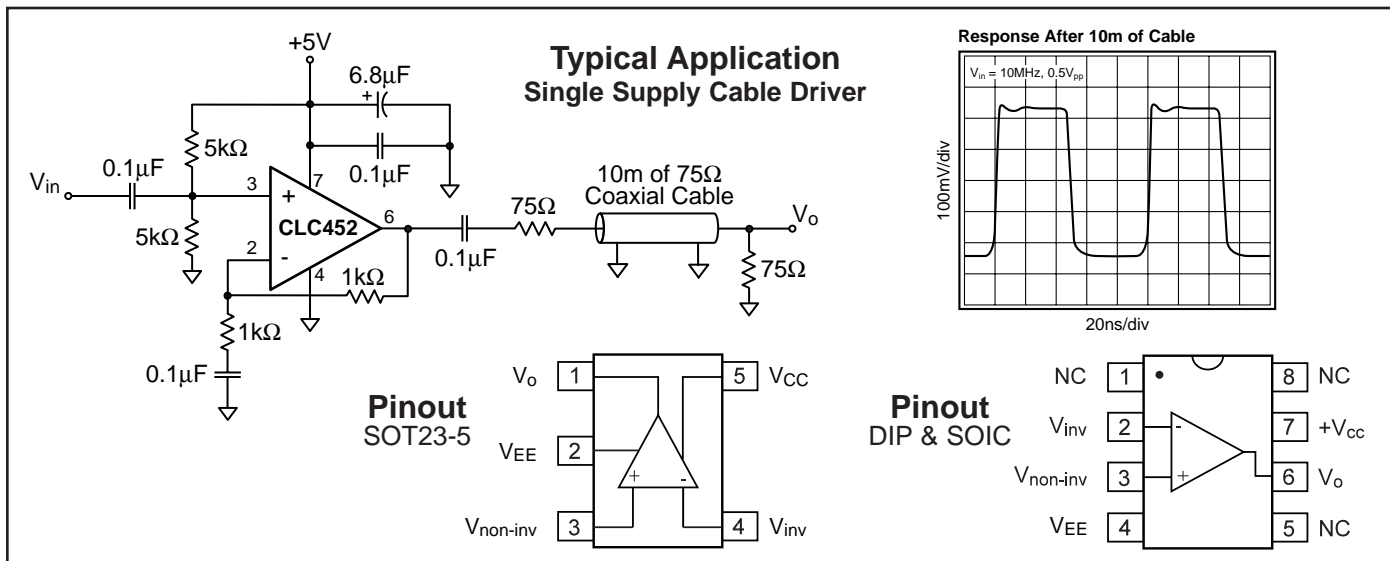 Typical Application
Single Supply Cable Driver
+5V
6.8µF
+
5kΩ
0.1µF
0.1µF
Vin
3
+
7
CLC452
6
5kΩ
2
-
4
1kΩ
1kΩ
0.1µF
0.1µF
75Ω
10m of 75Ω
Coaxial Cable
Vo
75Ω
Response After 10m of Cable
Vin = 10MHz, 0.5Vpp
100mV/div
20ns/div
Pinout
SOT23-5
Vo 1
5 VCC
VEE 2
+ -
Vnon-inv 3
4 Vinv
Pinout
DIP & SOIC
NC 1
8 NC
Vinv 2 -
7 +Vcc
Vnon-inv 3 +
6 Vo
VEE 4
5 NC